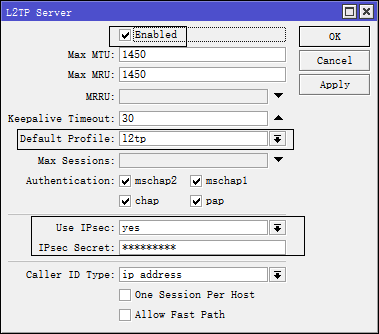 L2TP Server
Enabled
OK
Max MTU: 1450
Cancel
Max MRU: 1450
Apply
MRRU:
Keepalive Timeout: 30
Default Profile: l2tp
Max Sessions:
Authentication: mschap2 mschap1
chap pap
Use IPsec: yes
IPsec Secret: *********
Caller ID Type: ip address
One Session Per Host
Allow Fast Path